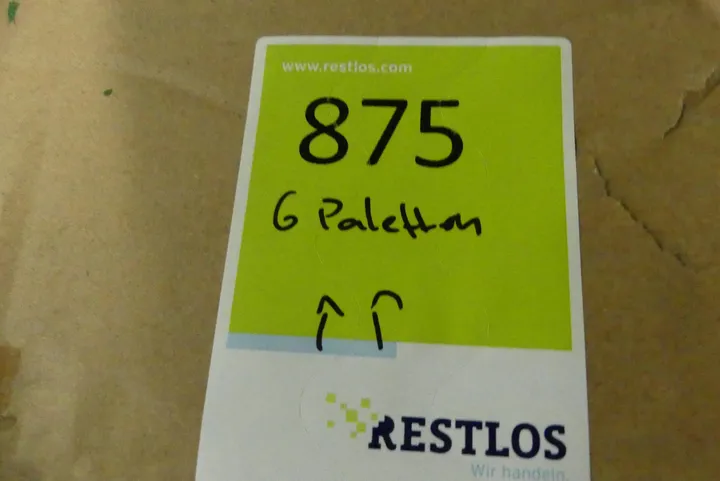 www.restlos.com
875
6 Paletten
RESTLOS
Wir handeln.